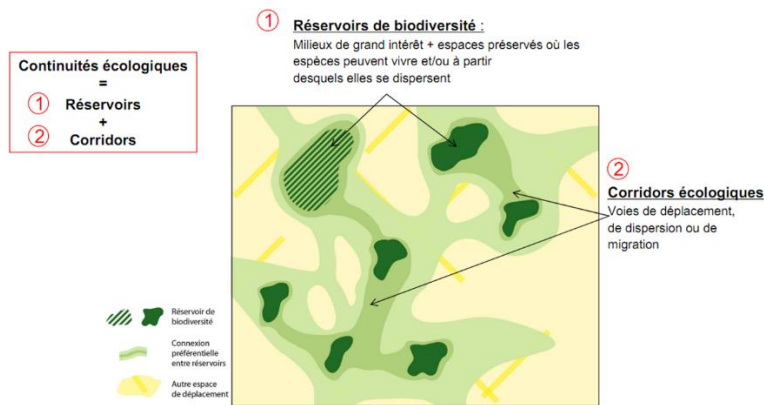 ① Réservoirs de biodiversité :
Milieux de grand intérêt + espaces préservés où les
espèces peuvent vivre et/ou à partir
desquels elles se dispersent
Continuités écologiques
=
① Réservoirs
+
② Corridors
②
Corridors écologiques
Voies de déplacement,
de dispersion ou de
migration
Réservoir de
biodiversité
Connexion
préférentielle
entre réservoirs
Autre espace
de déplacement